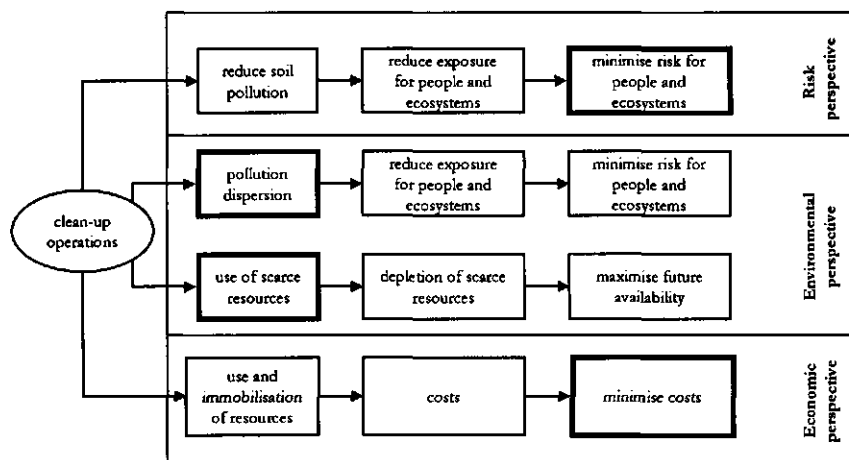 reduce soil
pollution
reduce exposure
for people and
ecosystems
minimise risk for
people and
ecosystems
Risk
perspective
clean-up
operations
pollution
dispersion
reduce exposure
for people and
ecosystems
minimise risk for
people and
ecosystems
use of scarce
resources
depletion of scarce
resources
maximise future
availability
Environmental
perspective
use and
immobilisation
of resources
costs
minimise costs
Economic
perspective